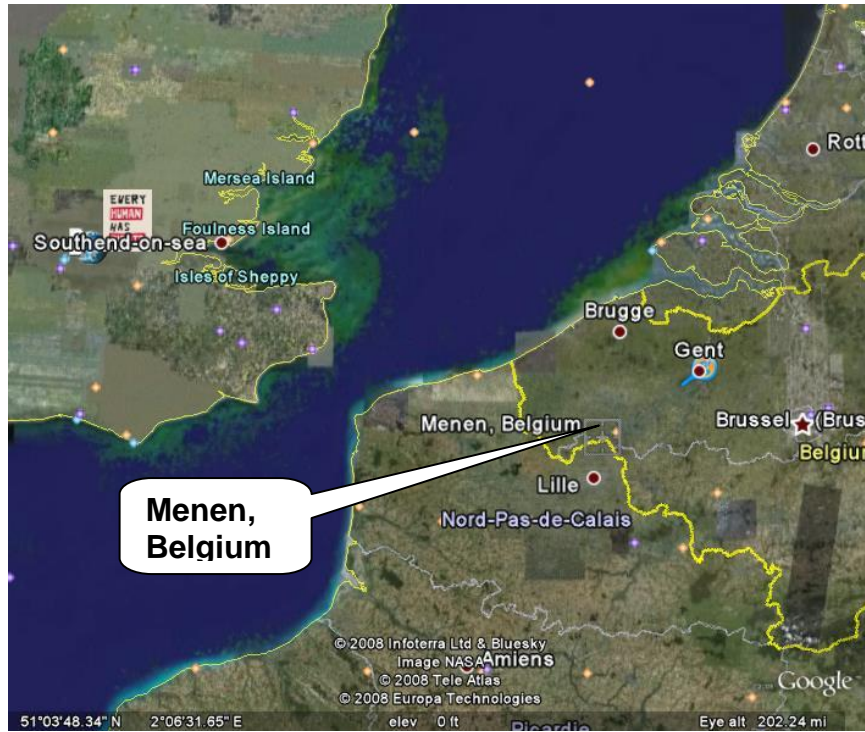 Rott
Mersea Island
EVERY
HUMAN
HAS
Foulness Island
Southend-on-sea
Isles of Sheppy
Brugge
Gent
Menen, Belgium
Brussel (Brus
Belgium
Lille
Menen,
Belgium
Nord-Pas-de-Calais
© 2008 Infoterra Ltd & Bluesky
Image NASA
Amiens
© 2008 Tele Atlas
© 2008 Europa Technologies
Google
51°03'48.34" N 2°06'31.65" E elev 0 ft Picardie Eye alt 202.24 mi